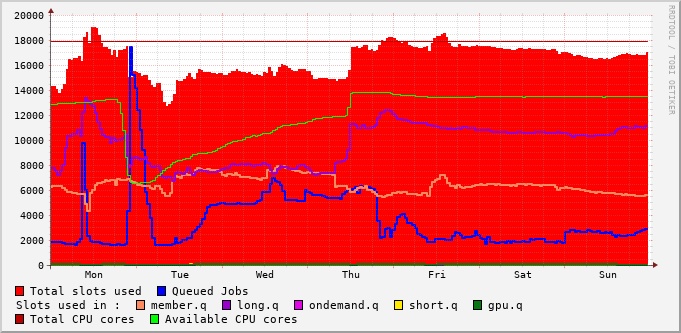 20000
18000
16000
14000
12000
10000
8000
6000
4000
2000
0
Mon Tue Wed Thu Fri Sat Sun
RRDTOOL / TOBI OETIKER
Total slots used Queued Jobs
Slots used in : member.q long.q ondemand.q short.q gpu.q
Total CPU cores Available CPU cores